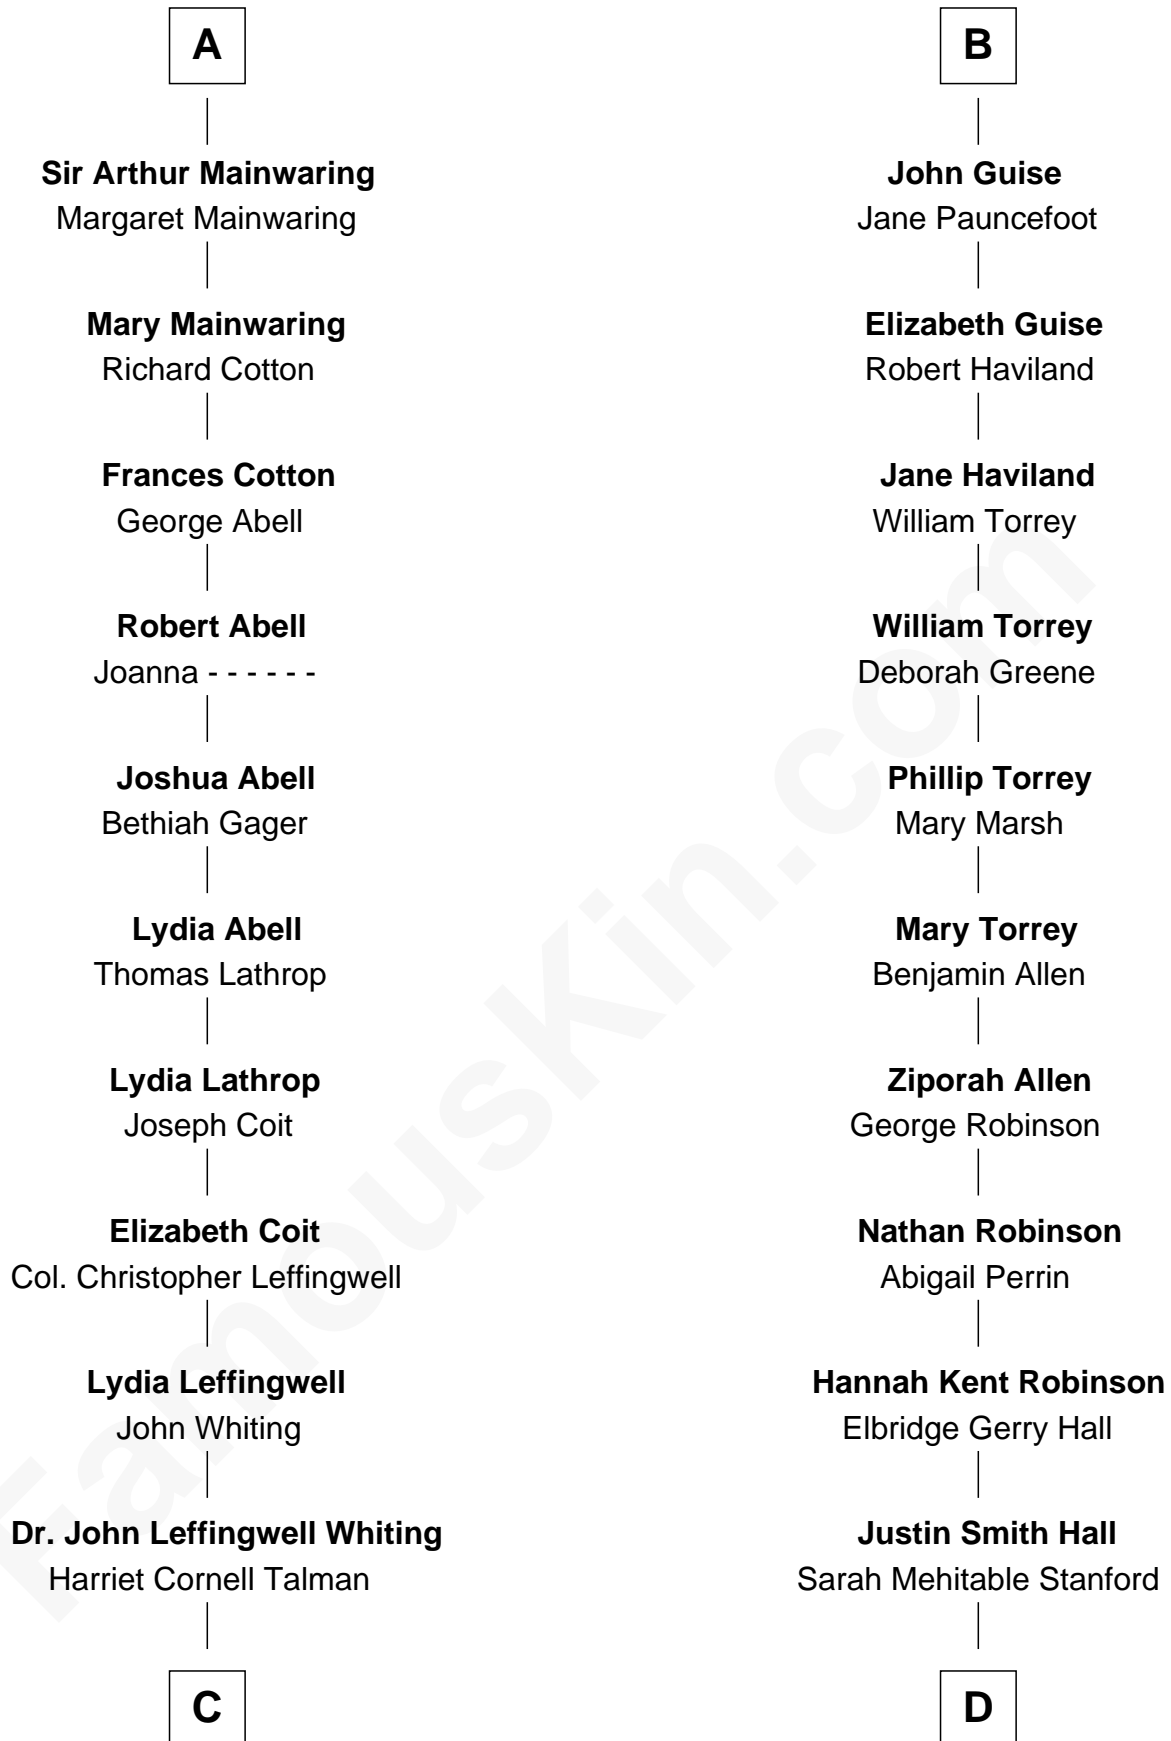 A
Sir Arthur Mainwaring
Margaret Mainwaring
Mary Mainwaring
Richard Cotton
Frances Cotton
George Abell
Robert Abell
Joanna - - - - - -
Joshua Abell
Bethiah Gager
Lydia Abell
Thomas Lathrop
Lydia Lathrop
Joseph Coit
Elizabeth Coit
Col. Christopher Leffingwell
Lydia Leffingwell
John Whiting
Dr. John Leffingwell Whiting
Harriet Cornell Talman
C
B
John Guise
Jane Pauncefoot
Elizabeth Guise
Robert Haviland
Jane Haviland
William Torrey
William Torrey
Deborah Greene
Phillip Torrey
Mary Marsh
Mary Torrey
Benjamin Allen
Ziporah Allen
George Robinson
Nathan Robinson
Abigail Perrin
Hannah Kent Robinson
Elbridge Gerry Hall
Justin Smith Hall
Sarah Mehitable Stanford
D
FamousKin.com